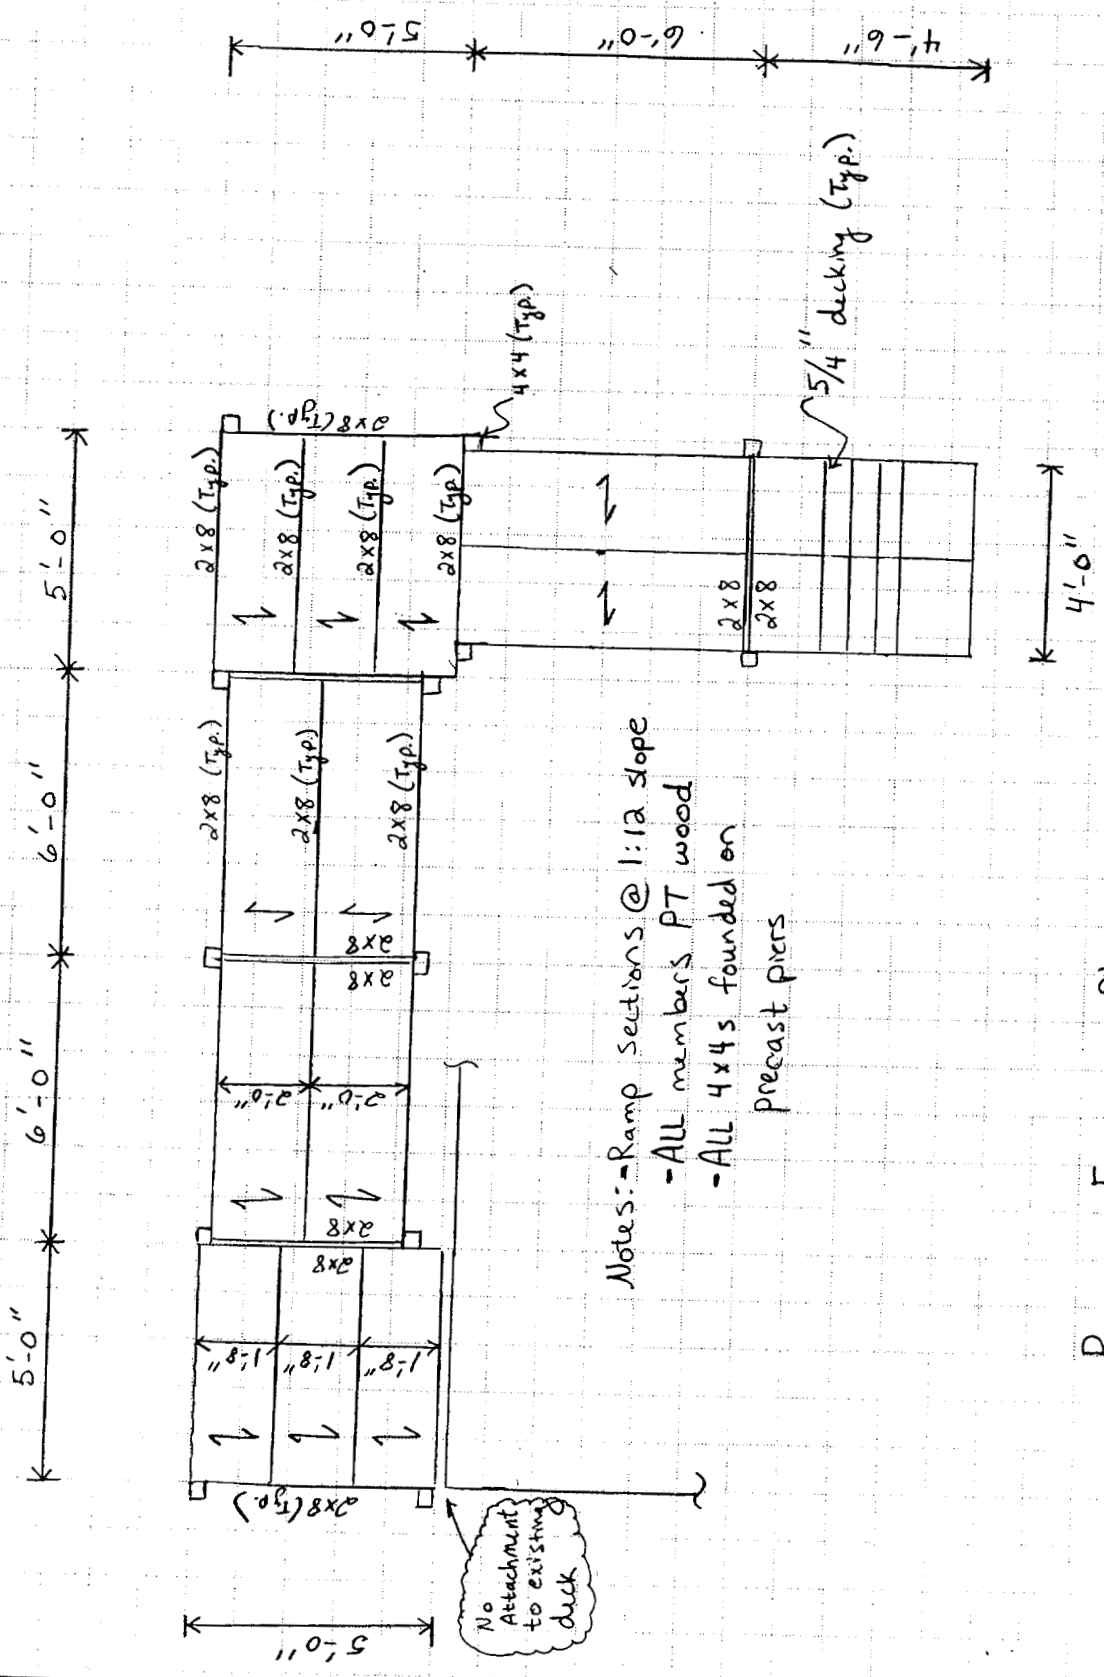 5'-0"
6'-0"
6'-0"
5'-0"
5'-0"
2x8 (Typ.)
1'-8"
1'-8"
1'-8"
2x8
2x8
2'-0"
2'-0"
2x8
2x8
2x8 (Typ.)
2x8 (Typ.)
2x8 (Typ.)
2x8 (Typ.)
2x8 (Typ.)
2x8 (Typ.)
2x8 (Typ.)
2x8 (Typ.)
4x4 (Typ.)
2x8
2x8
5/4" decking (Typ.)
5'-0"
6'-0"
4'-6"
4'-0"
No
Attachment
to existing
deck
Notes:-Ramp sections @ 1:12 slope
-ALL members PT wood
-ALL 4x4s founded on
precast piers
D